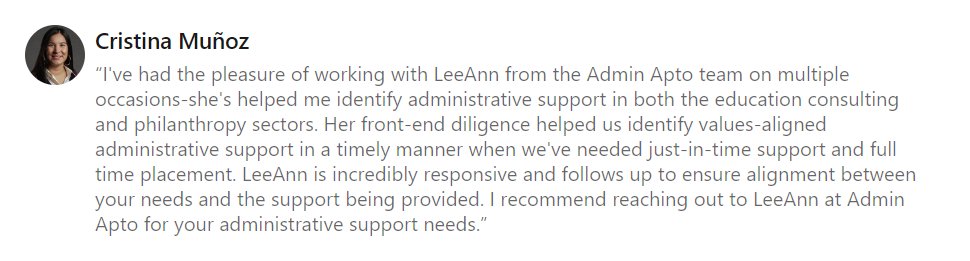 Cristina Muñoz
“I've had the pleasure of working with LeeAnn from the Admin Apto team on multiple
occasions-she's helped me identify administrative support in both the education consulting
and philanthropy sectors. Her front-end diligence helped us identify values-aligned
administrative support in a timely manner when we've needed just-in-time support and full
time placement. LeeAnn is incredibly responsive and follows up to ensure alignment between
your needs and the support being provided. I recommend reaching out to LeeAnn at Admin
Apto for your administrative support needs.”